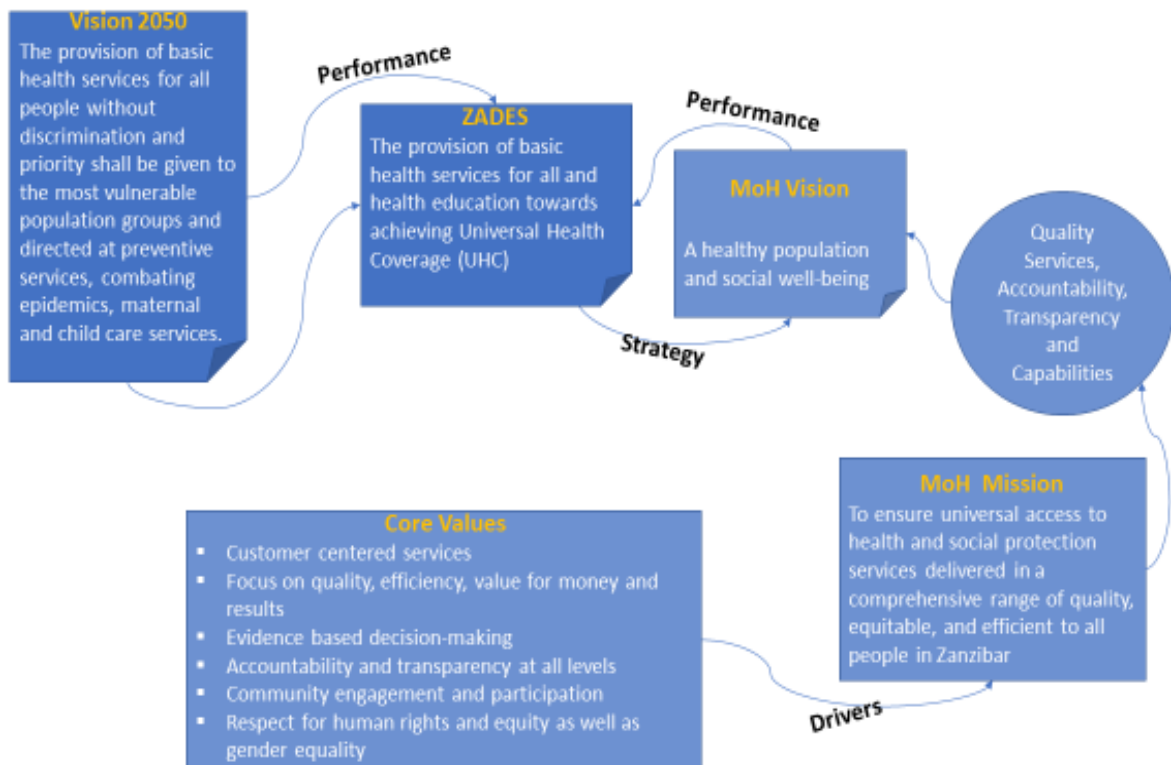 Vision 2050
The provision of basic
health services for all
people without
discrimination and
priority shall be given to
the most vulnerable
population groups and
directed at preventive
services, combating
epidemics, maternal
and child care services.
Performance
ZADES
The provision of basic
health services for all and
health education towards
achieving Universal Health
Coverage (UHC)
Performance
MoH Vision
A healthy population
and social well-being
Strategy
Quality
Services,
Accountability,
Transparency
and
Capabilities
MoH Mission
To ensure universal access to
health and social protection
services delivered in a
comprehensive range of quality,
equitable, and efficient to all
people in Zanzibar
Core Values
▪ Customer centered services
▪ Focus on quality, efficiency, value for money and
results
▪ Evidence based decision-making
▪ Accountability and transparency at all levels
▪ Community engagement and participation
▪ Respect for human rights and equity as well as
gender equality
Drivers